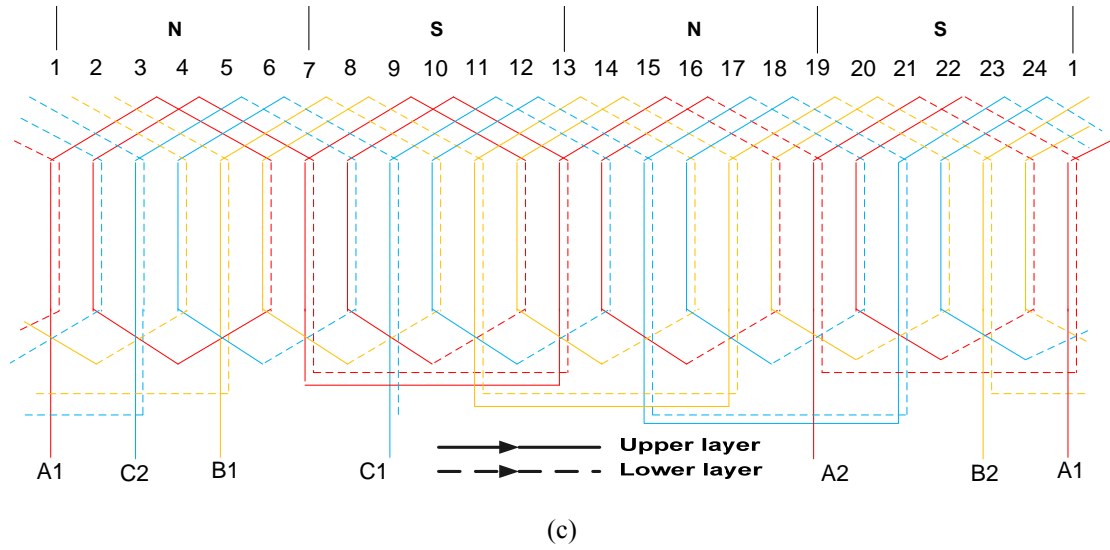 N S N S
1 2 3 4 5 6 7 8 9 10 11 12 13 14 15 16 17 18 19 20 21 22 23 24 1
Upper layer
Lower layer
A1 C2 B1 C1 A2 B2 A1
(c)